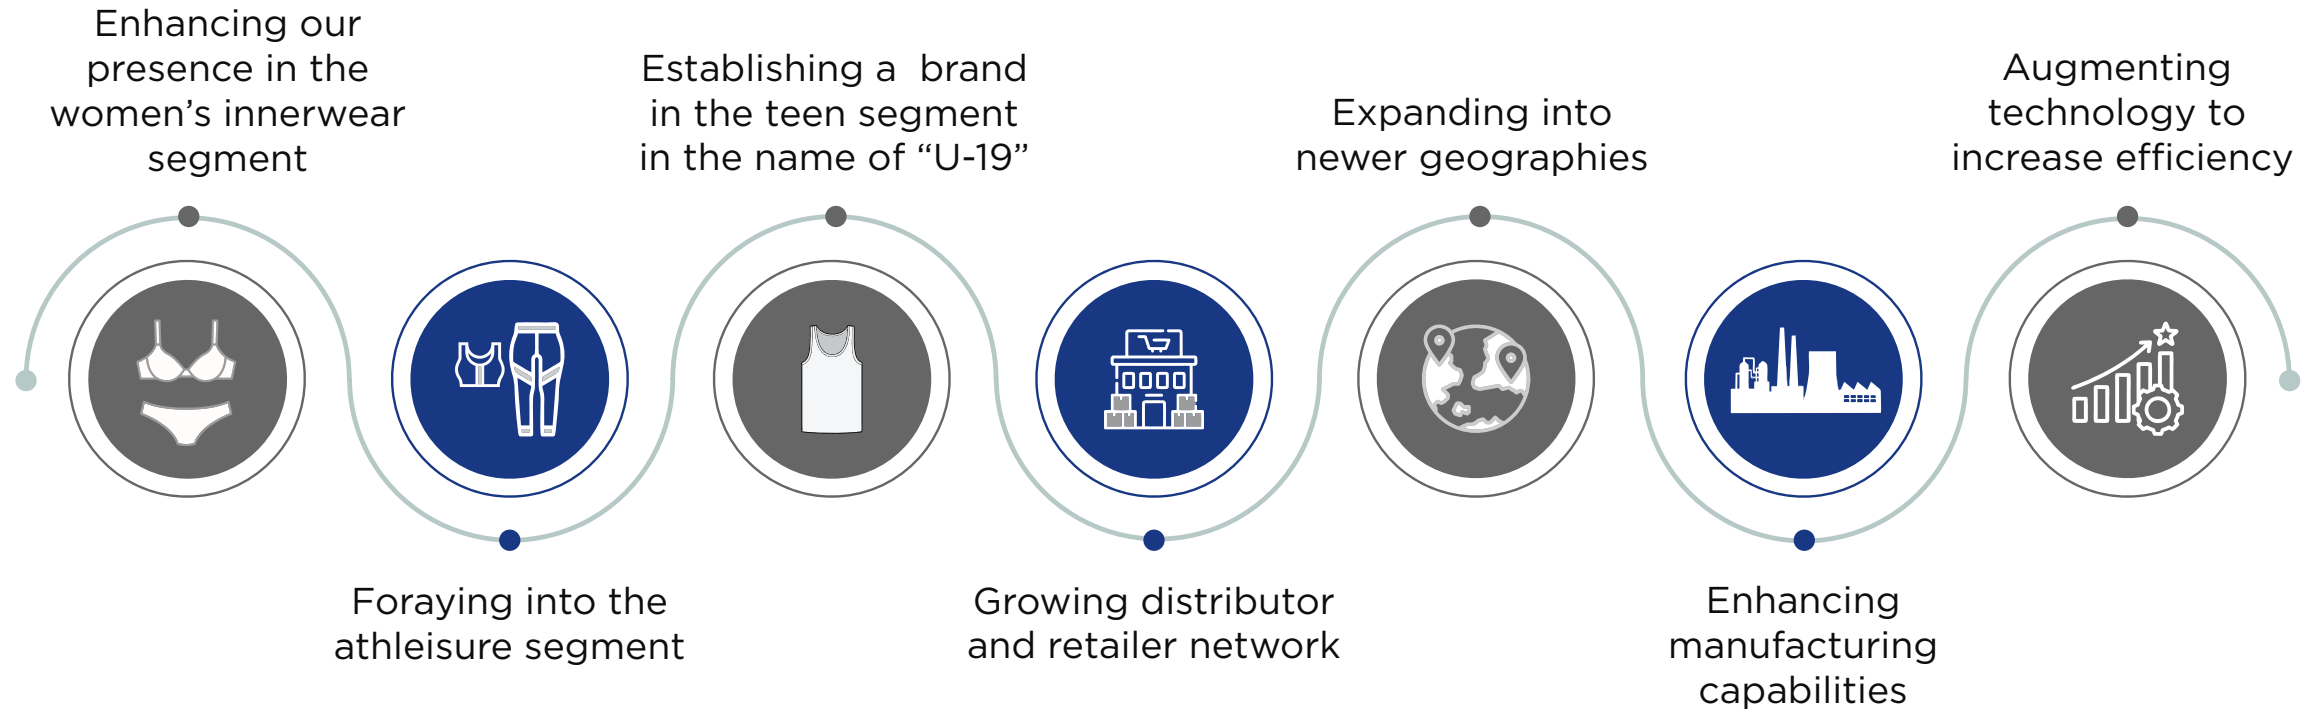 Enhancing our
presence in the
women’s innerwear
segment
Foraying into the
athleisure segment
Establishing a  brand
in the teen segment
in the name of “U-19”
Growing distributor
and retailer network
Expanding into
newer geographies
Enhancing
manufacturing
capabilities
Augmenting
technology to
increase efficiency